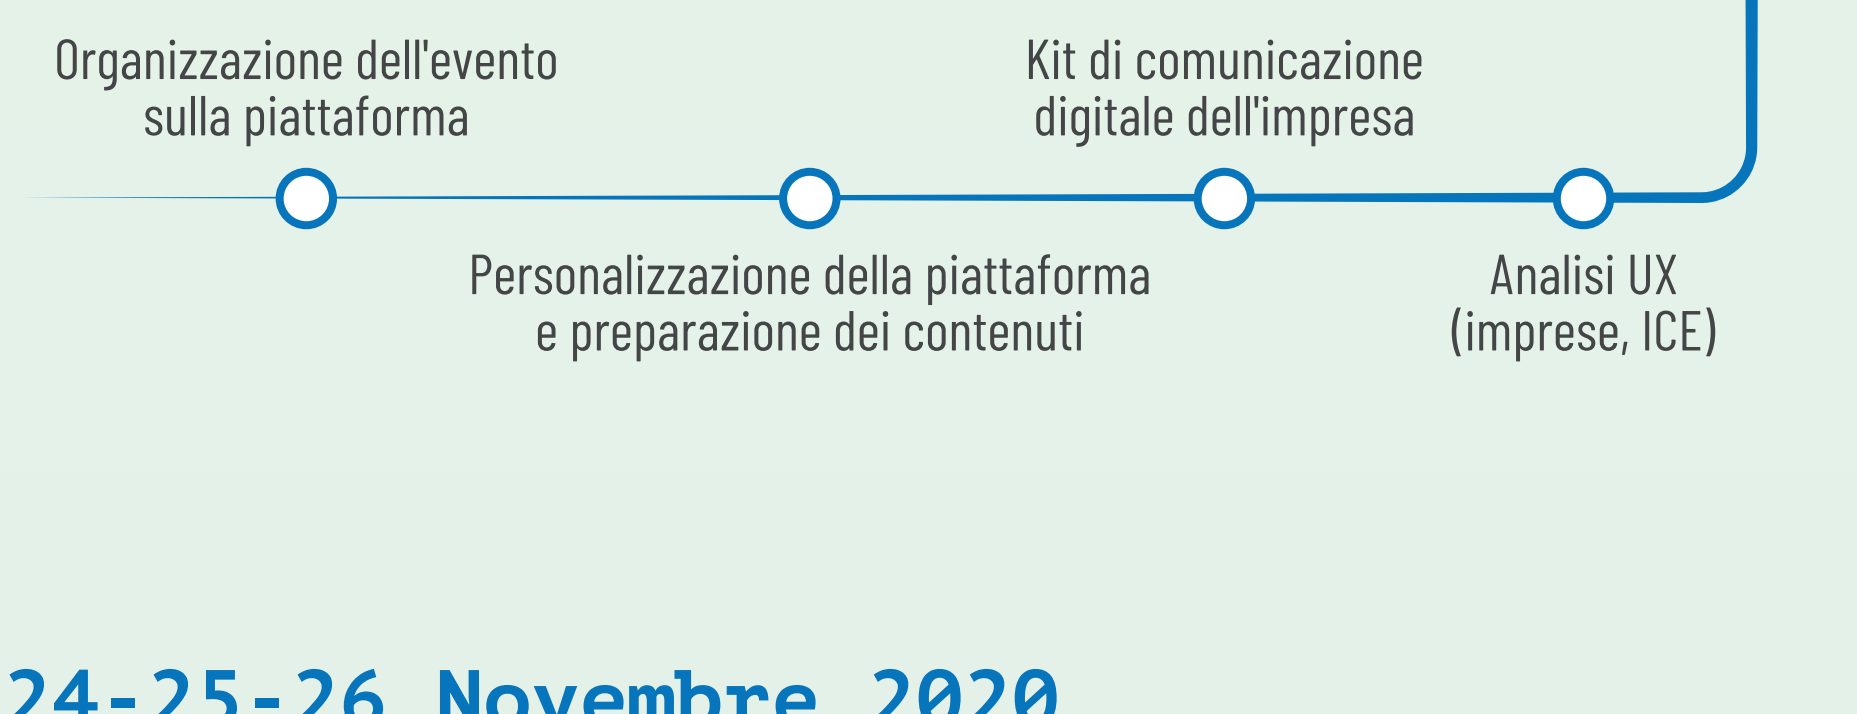 Organizzazione dell'evento
sulla piattaforma
Kit di comunicazione
digitale dell'impresa
Personalizzazione della piattaforma
e preparazione dei contenuti
Analisi UX
(imprese, ICE)
24-25-26 Novembre 2020